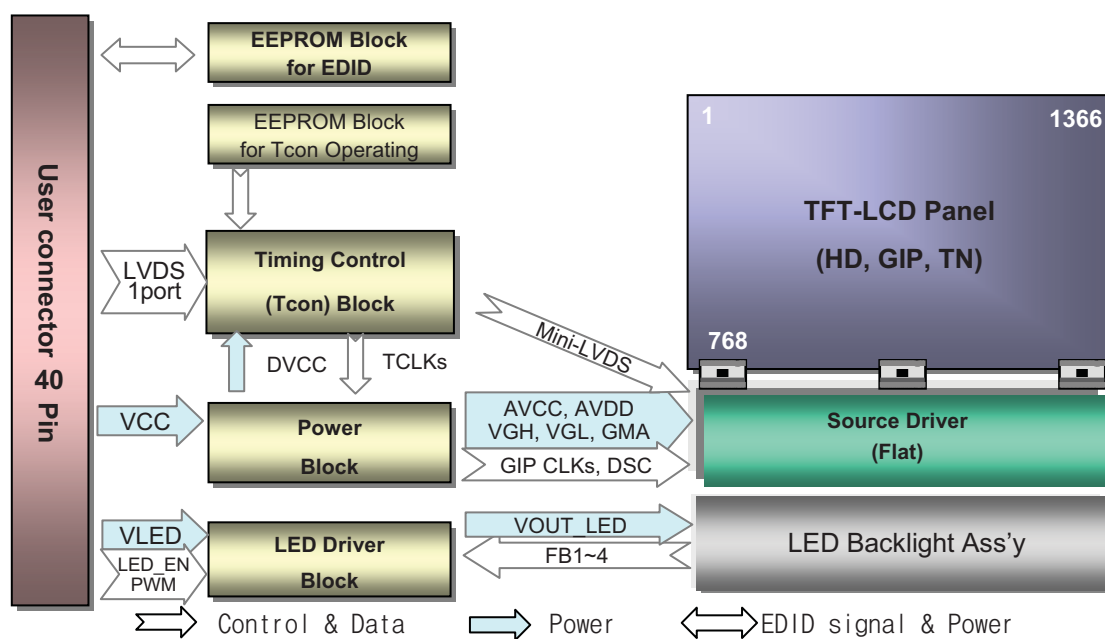 User connector 40 Pin
EEPROM Block
for EDID
EEPROM Block
for Tcon Operating
LVDS
1port
Timing Control
(Tcon) Block
DVCC
TCLKs
Mini-LVDS
VCC
Power
Block
AVCC, AVDD
VGH, VGL, GMA
GIP CLKs, DSC
VLED
LED_EN
PWM
LED Driver
Block
VOUT_LED
FB1~4
1
1366
TFT-LCD Panel
(HD, GIP, TN)
768
Source Driver
(Flat)
LED Backlight Ass'y
Control & Data
Power
EDID signal & Power